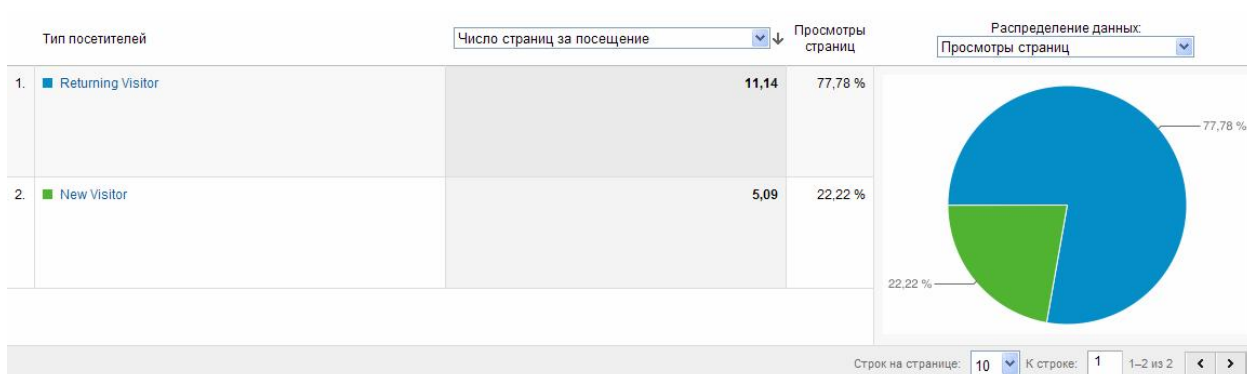 Тип посетителей
Число страниц за посещение
Просмотры
страниц
Распределение данных:
Просмотры страниц
1. Returning Visitor 11,14 77,78 %
77,78 %
2. New Visitor 5,09 22,22 %
22,22 %
Строк на странице: 10 К строке: 1 1–2 из 2